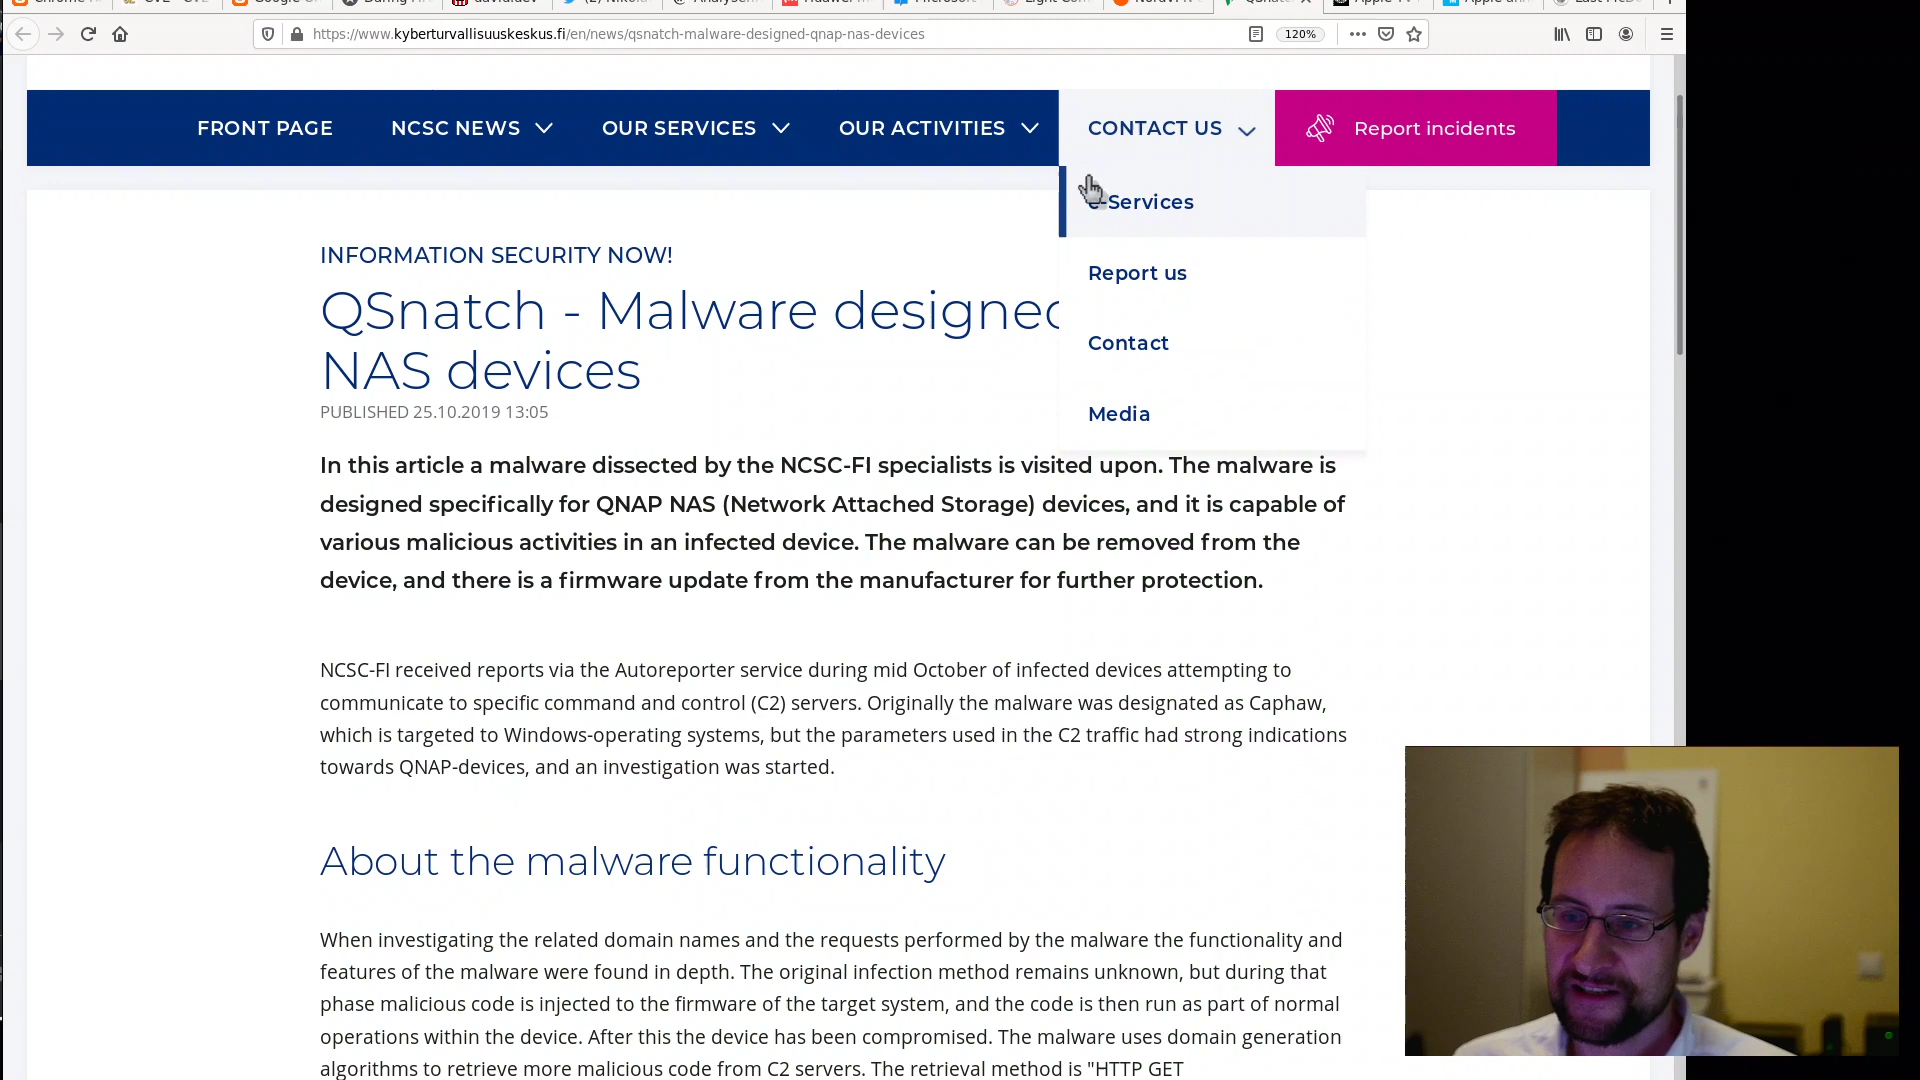 https://www.kyberturvallisuuskeskus.fi/en/news/qsnatch-malware-designed-qnap-nas-devices
120%
FRONT PAGE
NCSC NEWS
OUR SERVICES
OUR ACTIVITIES
CONTACT US
Report incidents
e-Services
Report us
Contact
Media
INFORMATION SECURITY NOW!
QSnatch - Malware designed
NAS devices
PUBLISHED 25.10.2019 13:05
In this article a malware dissected by the NCSC-FI specialists is visited upon. The malware is
designed specifically for QNAP NAS (Network Attached Storage) devices, and it is capable of
various malicious activities in an infected device. The malware can be removed from the
device, and there is a firmware update from the manufacturer for further protection.
NCSC-FI received reports via the Autoreporter service during mid October of infected devices attempting to
communicate to specific command and control (C2) servers. Originally the malware was designated as Caphaw,
which is targeted to Windows-operating systems, but the parameters used in the C2 traffic had strong indications
towards QNAP-devices, and an investigation was started.
About the malware functionality
When investigating the related domain names and the requests performed by the malware the functionality and
features of the malware were found in depth. The original infection method remains unknown, but during that
phase malicious code is injected to the firmware of the target system, and the code is then run as part of normal
operations within the device. After this the device has been compromised. The malware uses domain generation
algorithms to retrieve more malicious code from C2 servers. The retrieval method is "HTTP GET